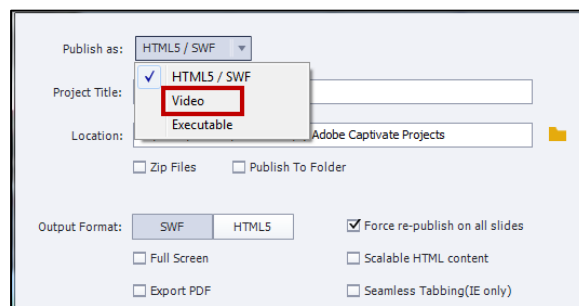 Publish as: HTML5 / SWF
HTML5 / SWF
Project Title:
Video
Executable
Location: Adobe Captivate Projects
Zip Files Publish To Folder
Output Format: SWF HTML5 Force re-publish on all slides
Full Screen Scalable HTML content
Export PDF Seamless Tabbing(IE only)